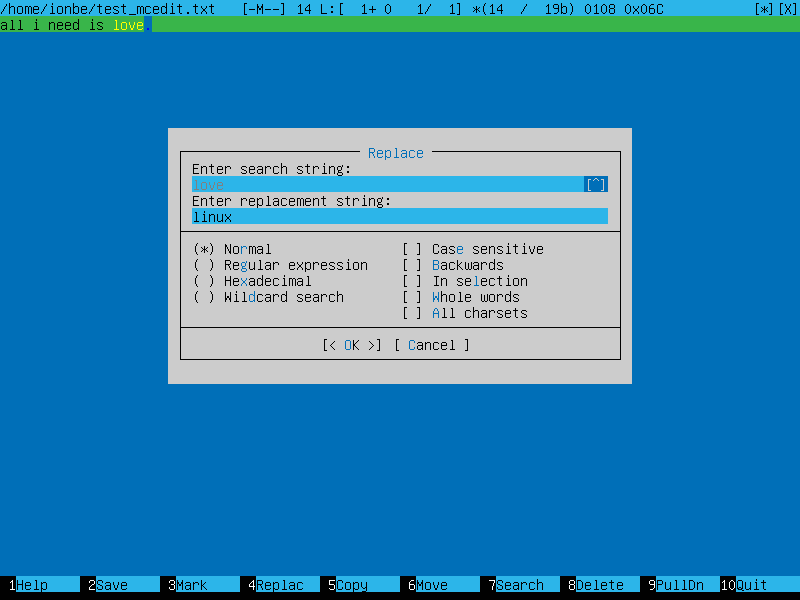 /home/ionbe/test_mcedit.txt [-M--] 14 L:[ 1+ 0 1/ 1] *(14 / 19b) 0108 0x06C [*][X]
all i need is love.
Replace
Enter search string:
love [^]
Enter replacement string:
linux
(*) Normal [ ] Case sensitive
( ) Regular expression [ ] Backwards
( ) Hexadecimal [ ] In selection
( ) Wildcard search [ ] Whole words
[ ] All charsets
[< OK >] [ Cancel ]
1Help 2Save 3Mark 4Replac 5Copy 6Move 7Search 8Delete 9PullDn 10Quit